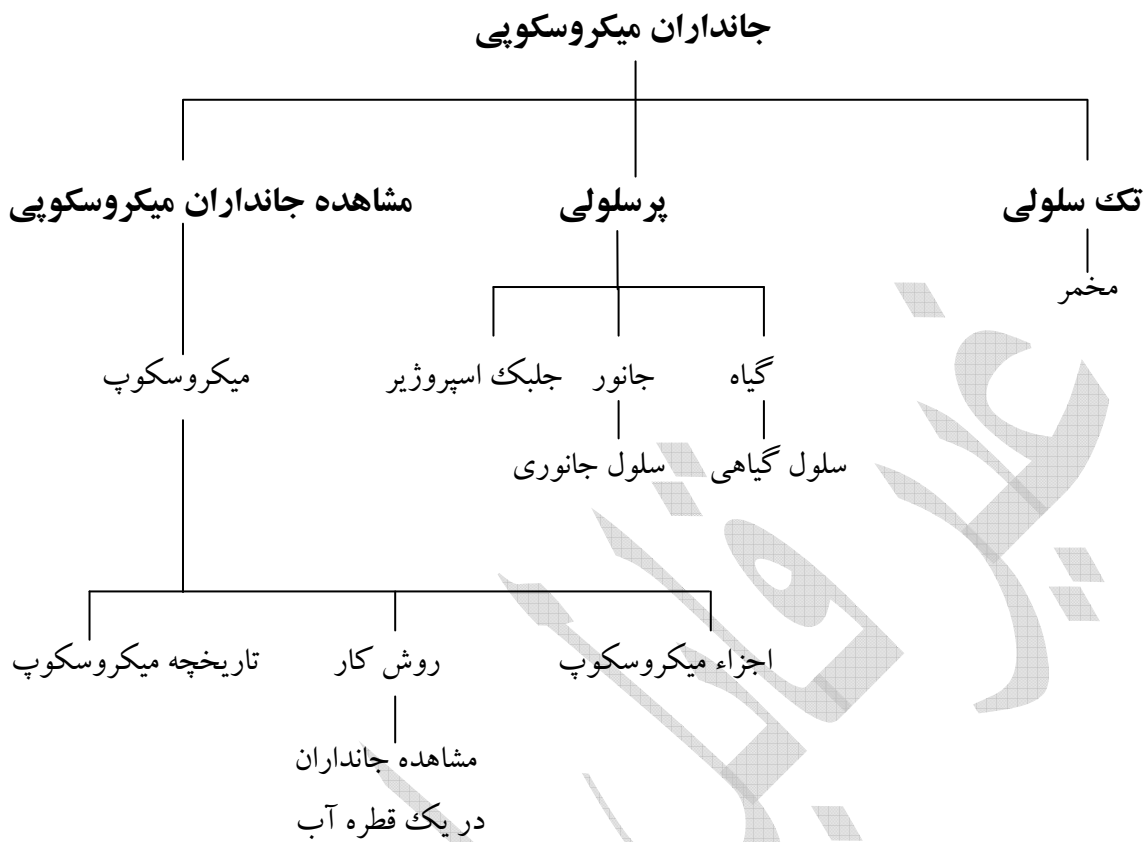 جانداران میکروسکوپی
تک سلولی
پرسلولی
مشاهده جانداران میکروسکوپی
مخمر
گیاه
جانور
جلبک اسپروژیر
میکروسکوپ
سلول گیاهی
سلول جانوری
اجزاء میکروسکوپ
روش کار
تاریخچه میکروسکوپ
مشاهده جانداران
در یک قطره آب